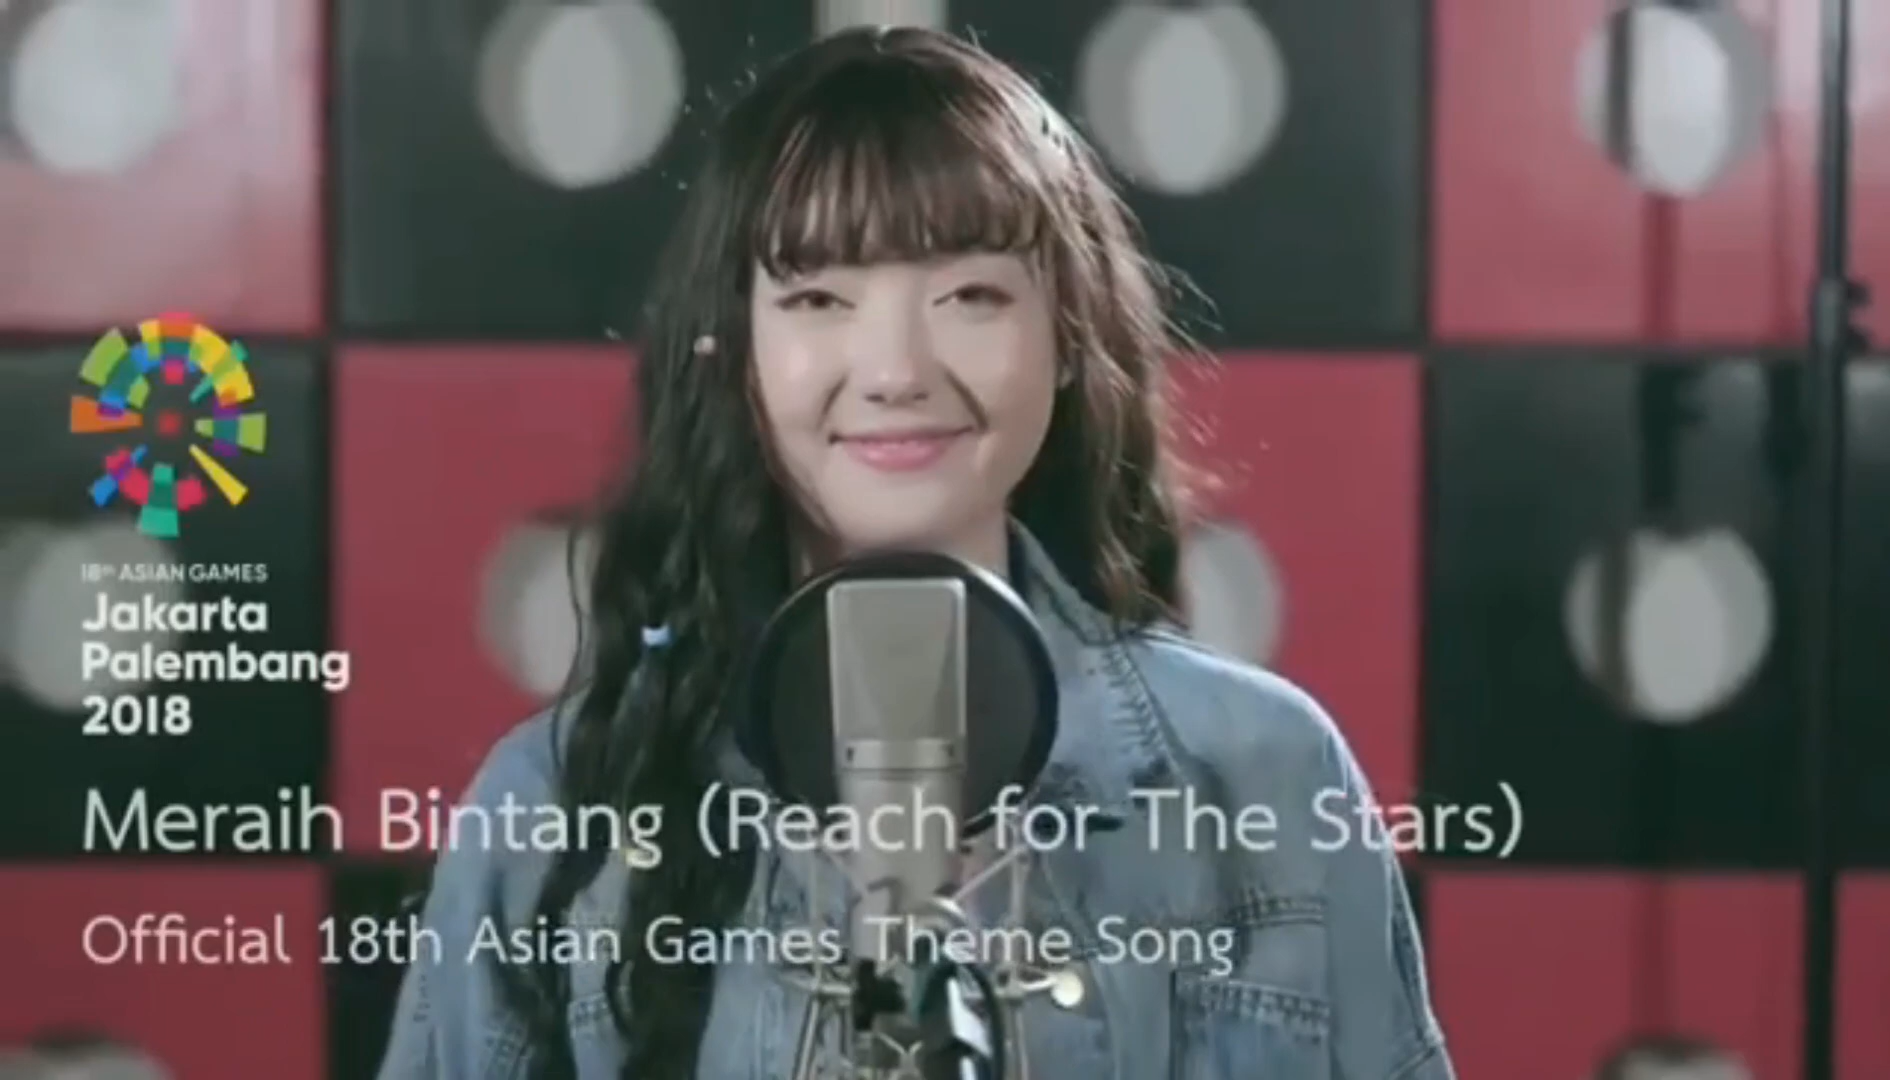 18th ASIAN GAMES
Jakarta
Palembang
2018
Meraih Bintang (Reach for The Stars)
Official 18th Asian Games Theme Song